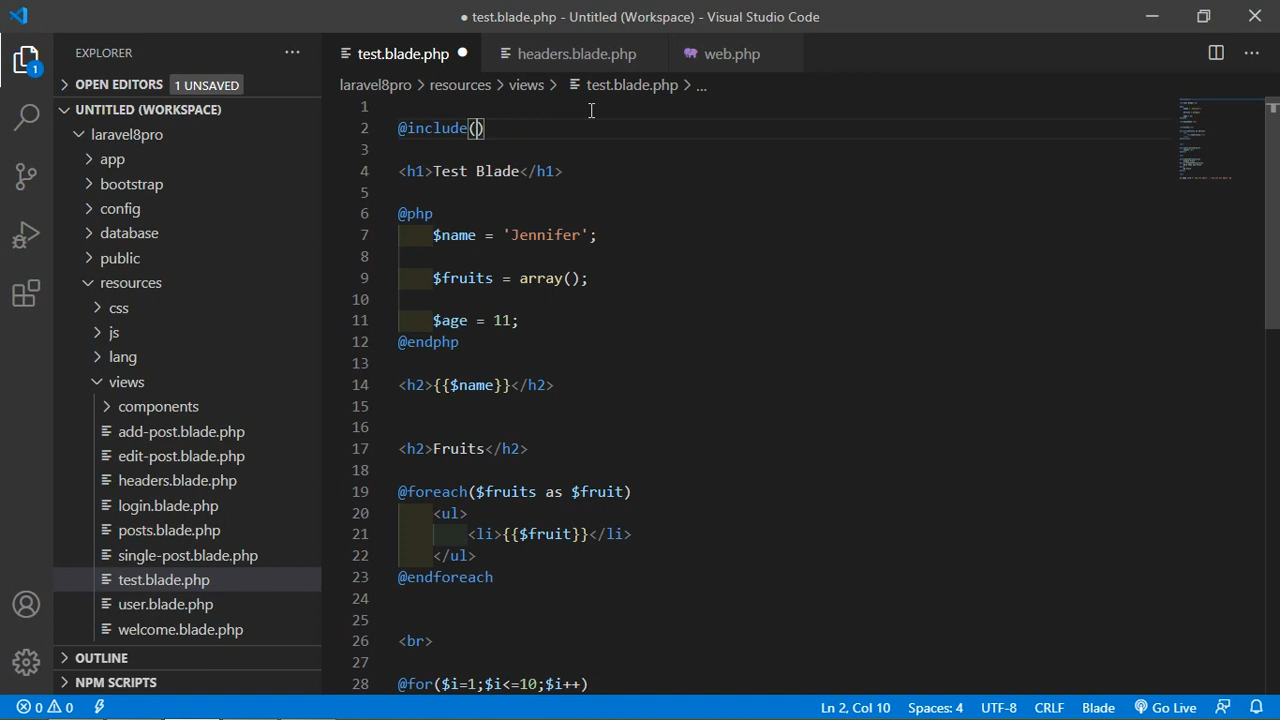 ● test.blade.php - Untitled (Workspace) - Visual Studio Code
EXPLORER
OPEN EDITORS 1 UNSAVED
UNTITLED (WORKSPACE)
laravel8pro
app
bootstrap
config
database
public
resources
css
js
lang
views
components
add-post.blade.php
edit-post.blade.php
headers.blade.php
login.blade.php
posts.blade.php
single-post.blade.php
test.blade.php
user.blade.php
welcome.blade.php
OUTLINE
NPM SCRIPTS
1
test.blade.php ● headers.blade.php web.php
laravel8pro > resources > views > test.blade.php > ...
1
2 @include()
3
4 <h1>Test Blade</h1>
5
6 @php
7 $name = 'Jennifer';
8
9 $fruits = array();
10
11 $age = 11;
12 @endphp
13
14 <h2>{{$name}}</h2>
15
16
17 <h2>Fruits</h2>
18
19 @foreach($fruits as $fruit)
20 <ul>
21 <li>{{$fruit}}</li>
22 </ul>
23 @endforeach
24
25
26 <br>
27
28 @for($i=1;$i<=10;$i++)
0 0 Ln 2, Col 10 Spaces: 4 UTF-8 CRLF Blade Go Live